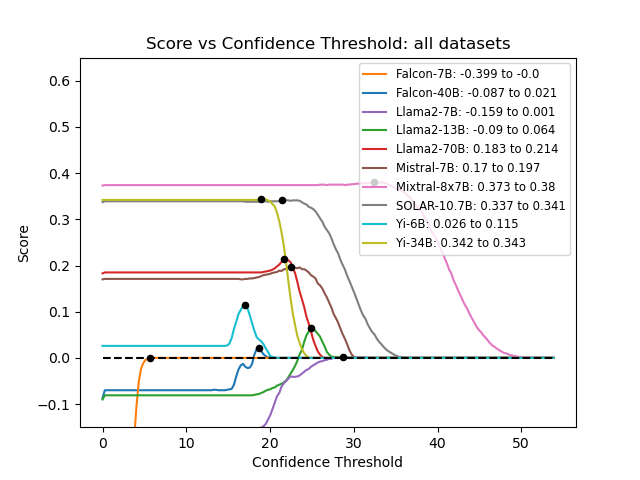 Score vs Confidence Threshold: all datasets
Falcon-7B: -0.399 to -0.0
Falcon-40B: -0.087 to 0.021
Llama2-7B: -0.159 to 0.001
Llama2-13B: -0.09 to 0.064
Llama2-70B: 0.183 to 0.214
Mistral-7B: 0.17 to 0.197
Mixtral-8x7B: 0.373 to 0.38
SOLAR-10.7B: 0.337 to 0.341
Yi-6B: 0.026 to 0.115
Yi-34B: 0.342 to 0.343
Score
0.6
0.5
0.4
0.3
0.2
0.1
0.0
−0.1
0 10 20 30 40 50
Confidence Threshold